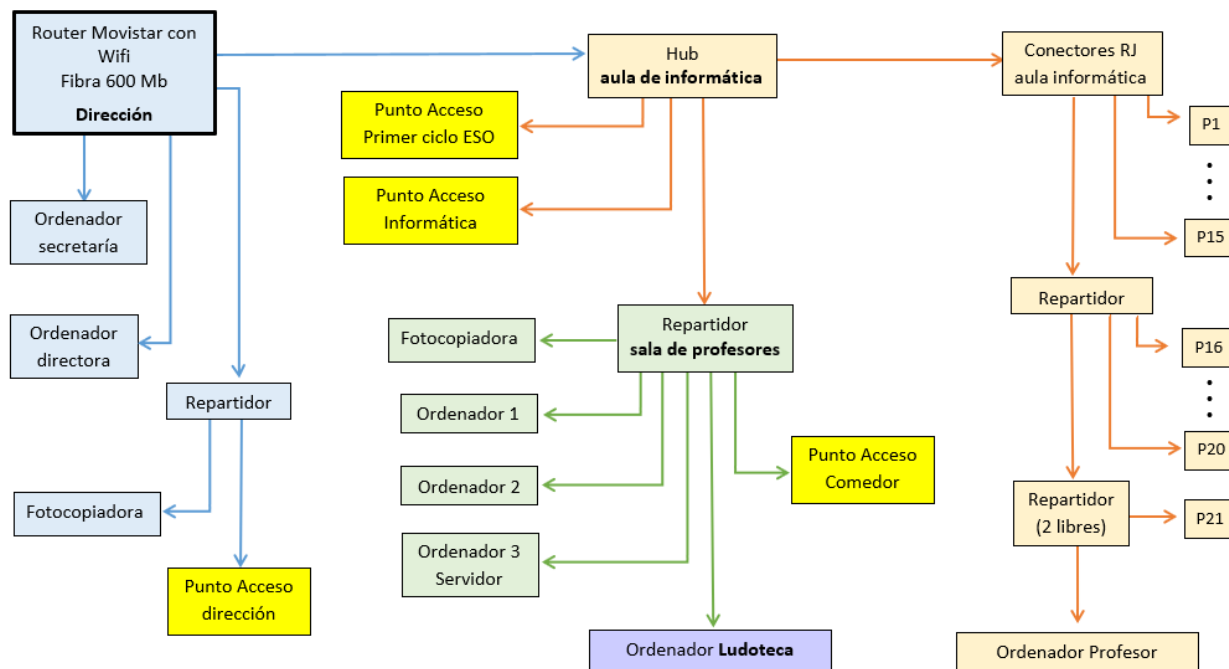 Router Movistar con
Wifi
Fibra 600 Mb
Dirección
Hub
aula de informática
Conectores RJ
aula informática
Punto Acceso
Primer ciclo ESO
P1
Punto Acceso
Informática
Ordenador
secretaría
P15
Repartidor
Fotocopiadora
Repartidor
sala de profesores
Ordenador
directora
P16
Repartidor
Ordenador 1
Punto Acceso
Comedor
P20
Ordenador 2
Fotocopiadora
Repartidor
(2 libres)
P21
Ordenador 3
Servidor
Punto Acceso
dirección
Ordenador Ludoteca
Ordenador Profesor